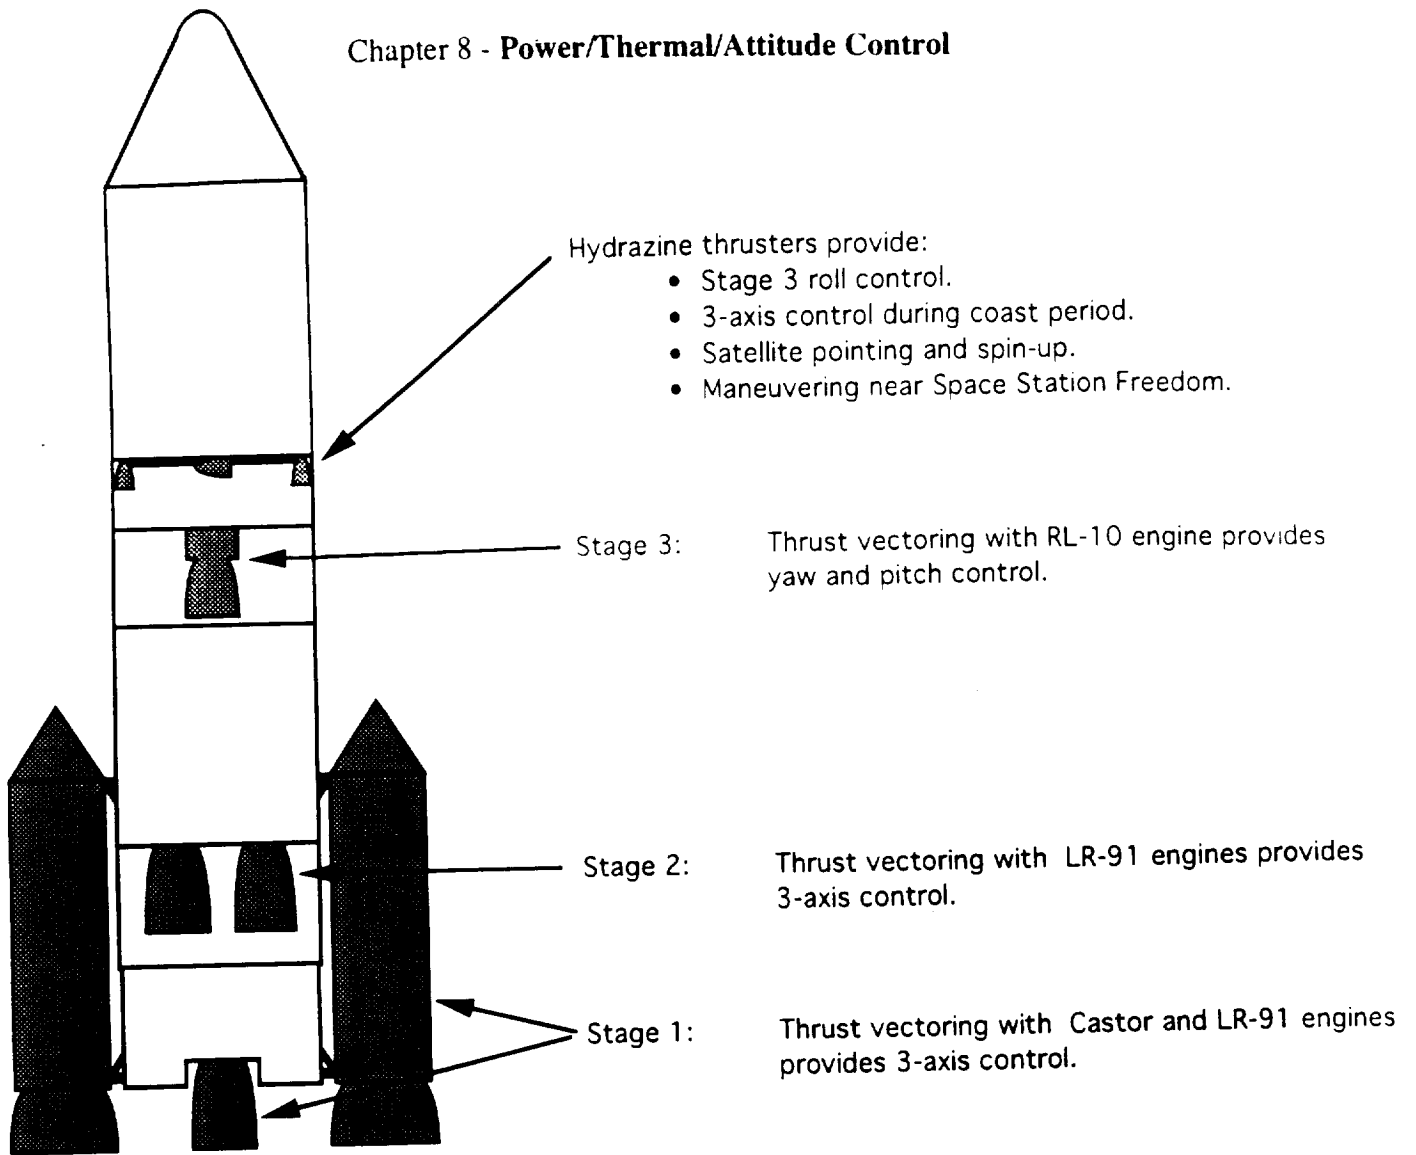 Chapter 8 - Power/Thermal/Attitude Control
Hydrazine thrusters provide:
• Stage 3 roll control.
• 3-axis control during coast period.
• Satellite pointing and spin-up.
• Maneuvering near Space Station Freedom.
Stage 3: Thrust vectoring with RL-10 engine provides
yaw and pitch control.
Stage 2: Thrust vectoring with LR-91 engines provides
3-axis control.
Stage 1: Thrust vectoring with Castor and LR-91 engines
provides 3-axis control.